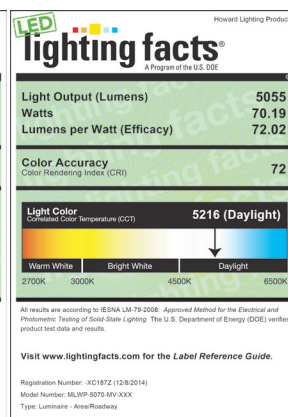 Howard Lighting Produc
LED
lighting facts®
A Program of the U.S. DOE
Light Output (Lumens) 5055
Watts 70.19
Lumens per Watt (Efficacy) 72.02
Color Accuracy
Color Rendering Index (CRI) 72
Light Color
Correlated Color Temperature (CCT) 5216 (Daylight)
Warm White Bright White Daylight
2700K 3000K 4500K 6500K
All results are according to IESNA LM-79-2008: Approved Method for the Electrical and
Photometric Testing of Solid-State Lighting. The U.S. Department of Energy (DOE) verifies
product test data and results.
Visit www.lightingfacts.com for the Label Reference Guide.
Registration Number: -XC187Z (12/8/2014)
Model Number: MLWP-5070-MV-XXX
Type: Luminaire - Area/Roadway